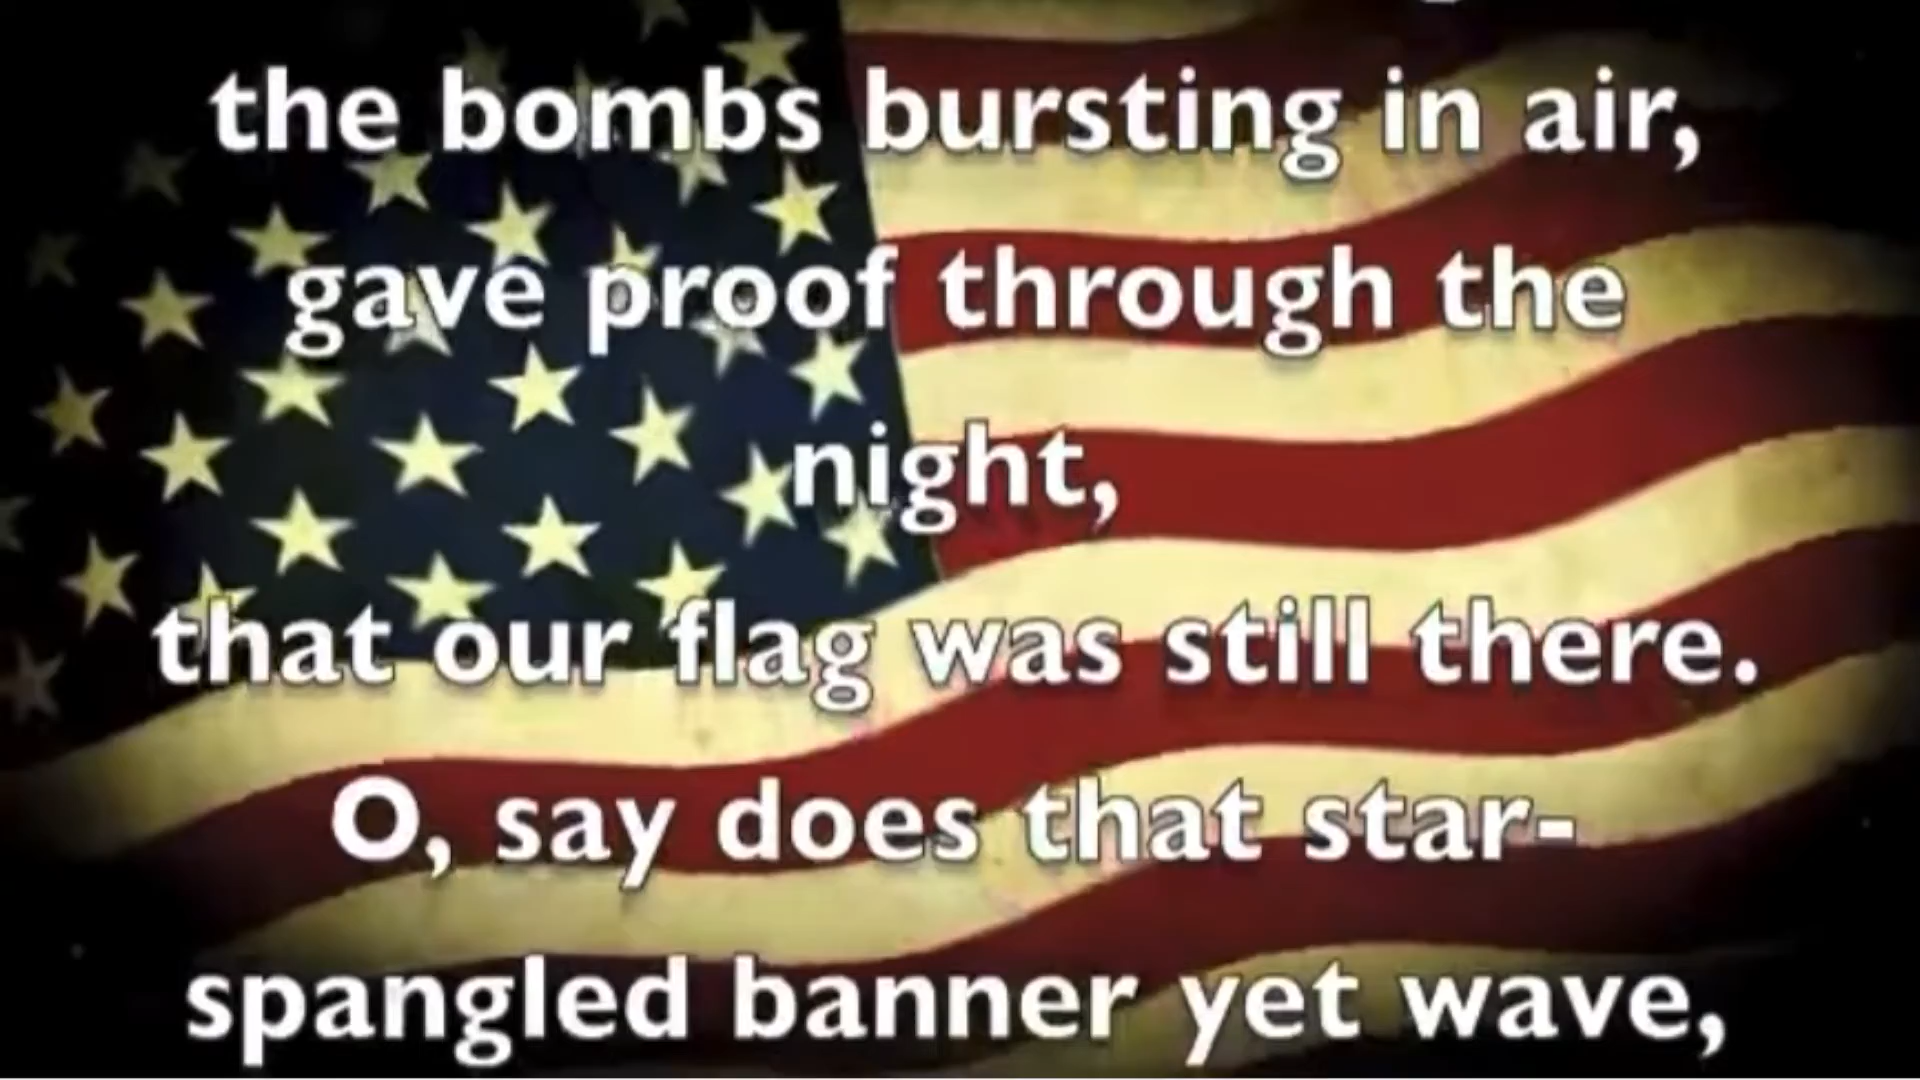 the bombs bursting in air,
gave proof through the
night,
that our flag was still there.
O, say does that star-
spangled banner yet wave,